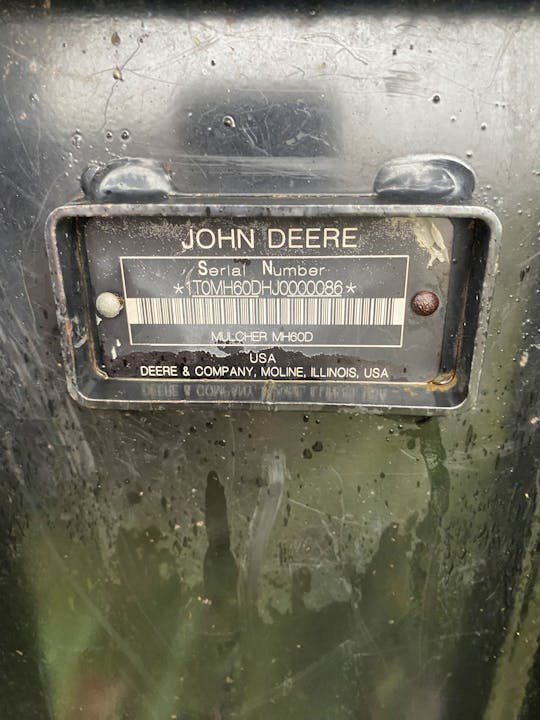 JOHN DEERE
Serial Number
*1T0MH60DHJ0000086*
MULCHER MH60D
USA
DEERE & COMPANY, MOLINE, ILLINOIS, USA